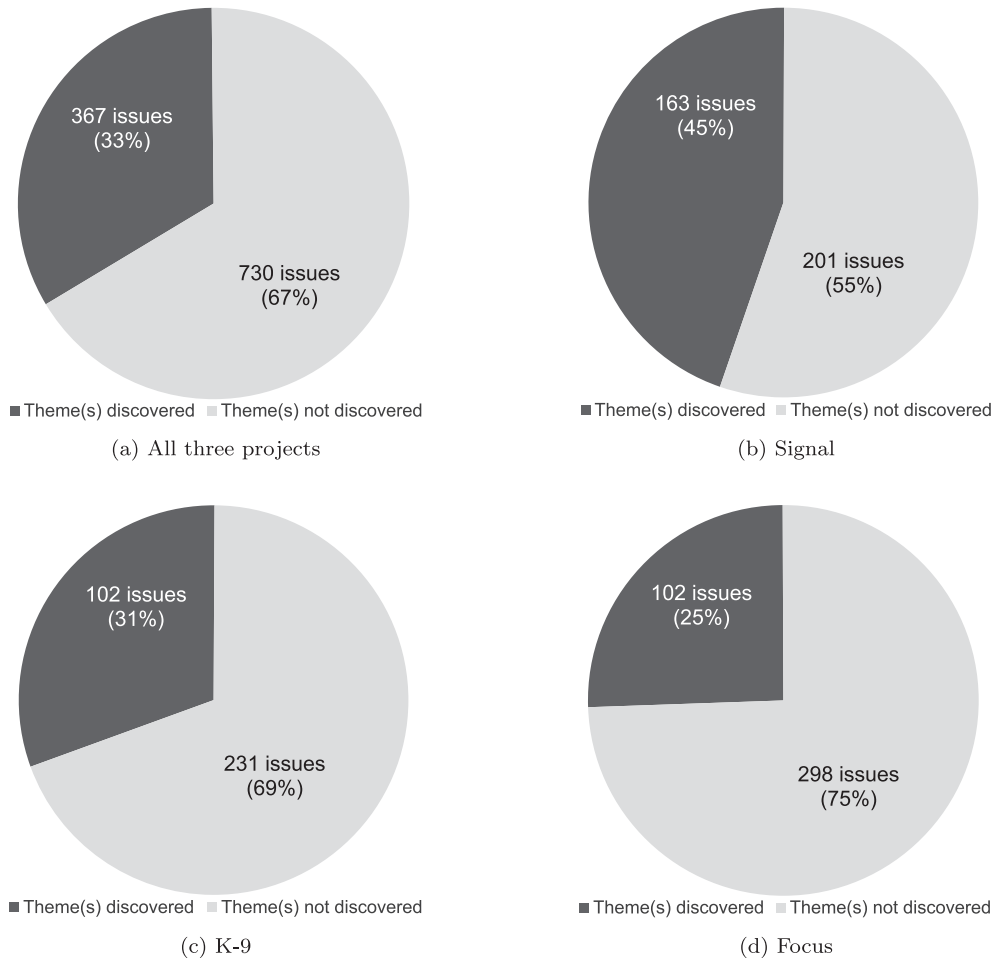 367 issues
(33%)
730 issues
(67%)
Theme(s) discovered Theme(s) not discovered
(a) All three projects
163 issues
(45%)
201 issues
(55%)
Theme(s) discovered Theme(s) not discovered
(b) Signal
102 issues
(31%)
231 issues
(69%)
Theme(s) discovered Theme(s) not discovered
(c) K-9
102 issues
(25%)
298 issues
(75%)
Theme(s) discovered Theme(s) not discovered
(d) Focus